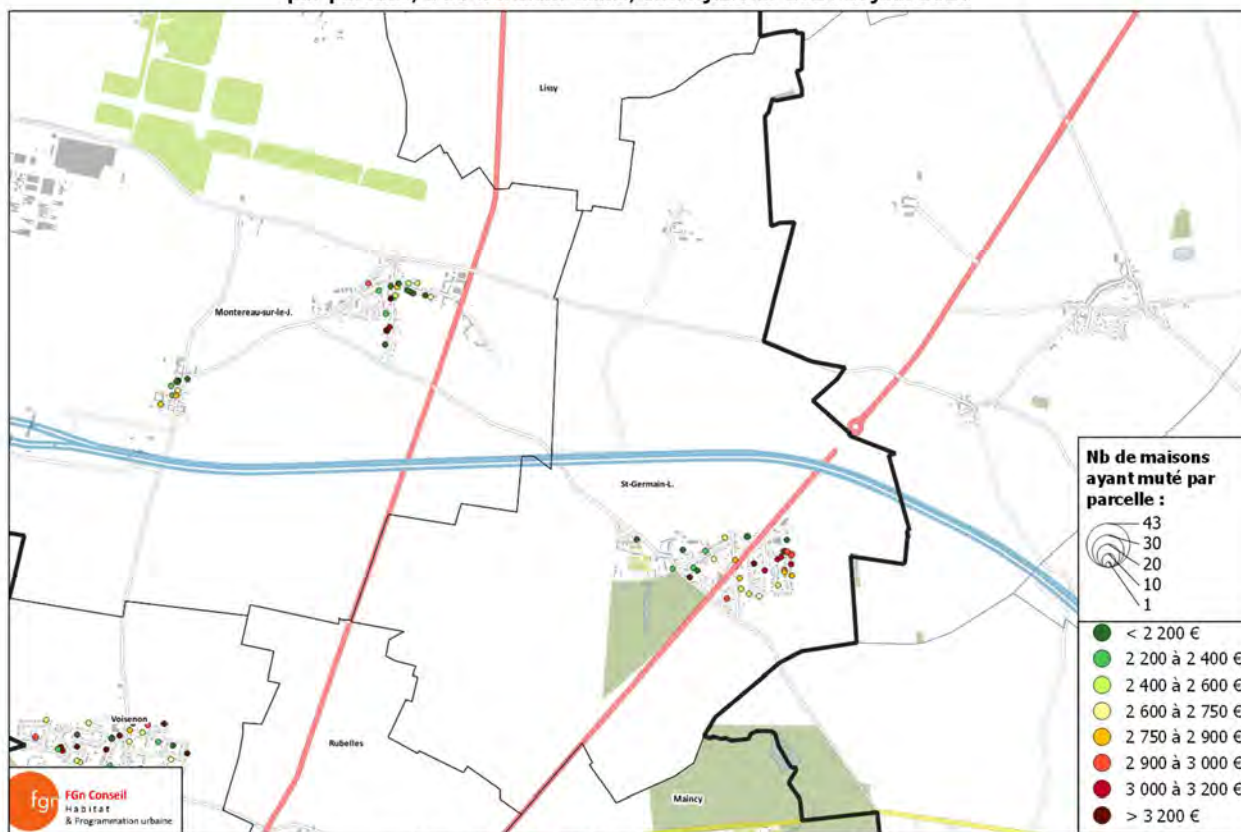 Lissy
Montereau-sur-le-J.
St-Germain-L.
Voisenon
Rubelles
Maincy
Nb de maisons
ayant muté par
parcelle :
43
30
20
10
1
< 2 200 €
2 200 à 2 400 €
2 400 à 2 600 €
2 600 à 2 750 €
2 750 à 2 900 €
2 900 à 3 000 €
3 000 à 3 200 €
> 3 200 €
fgn
FGn Conseil
Habitat
& Programmation urbaine